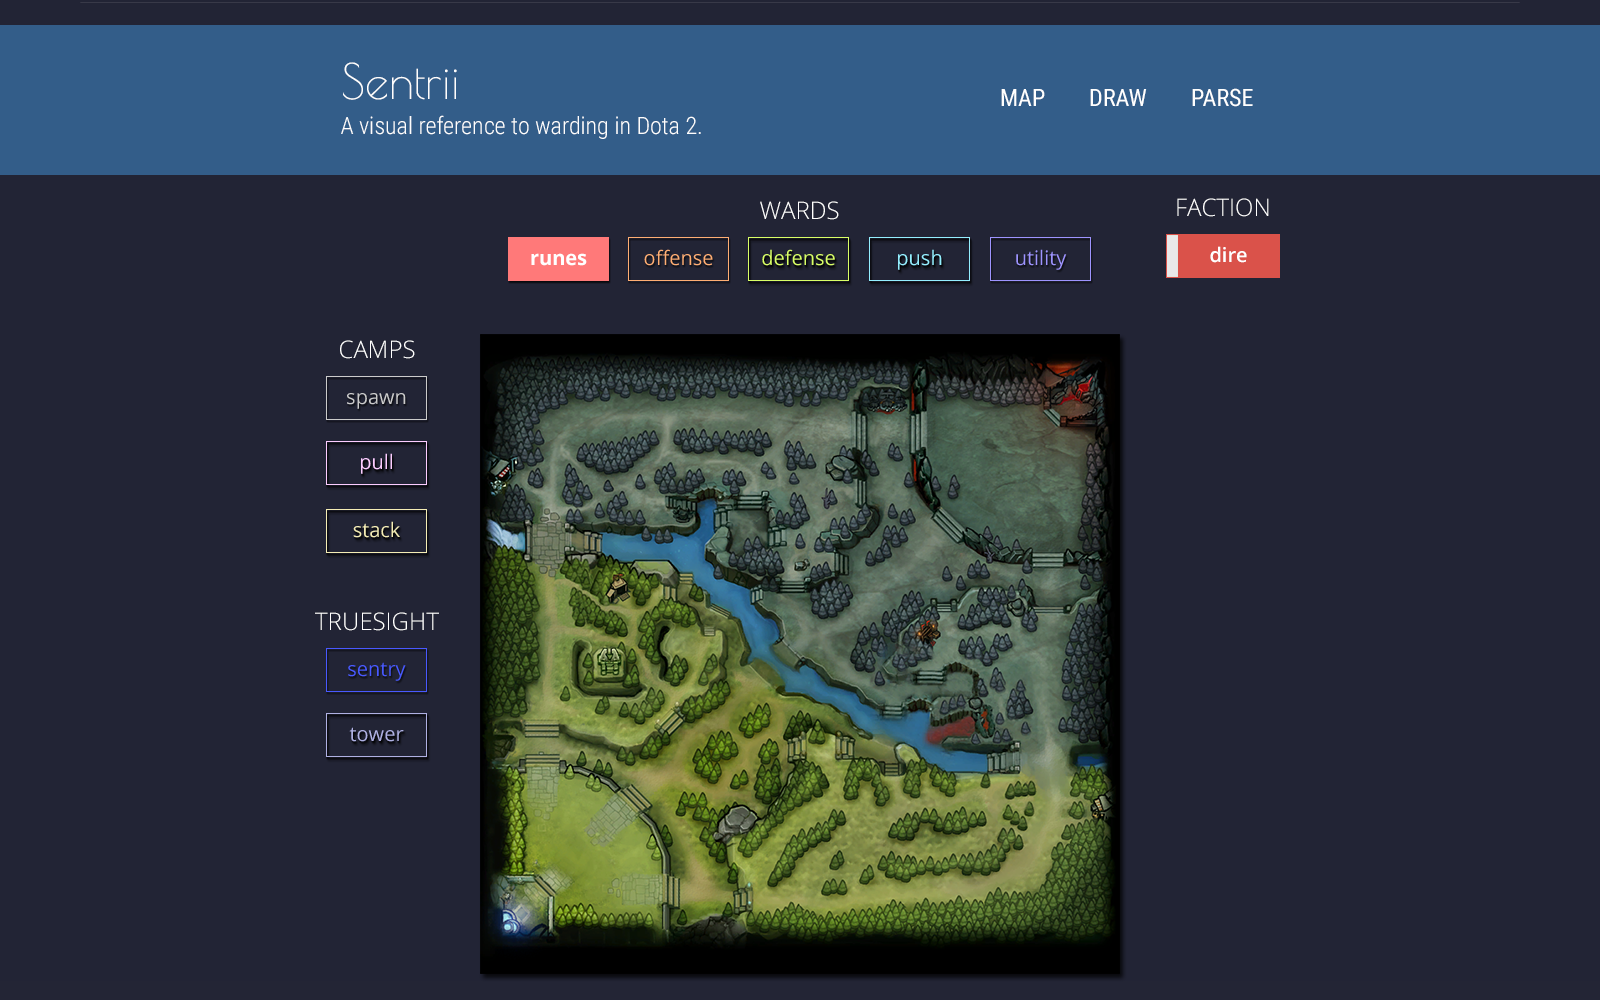 Sentrii
A visual reference to warding in Dota 2.
MAP DRAW PARSE
WARDS
runes offense defense push utility
FACTION
dire
CAMPS
spawn
pull
stack
TRUESIGHT
sentry
tower